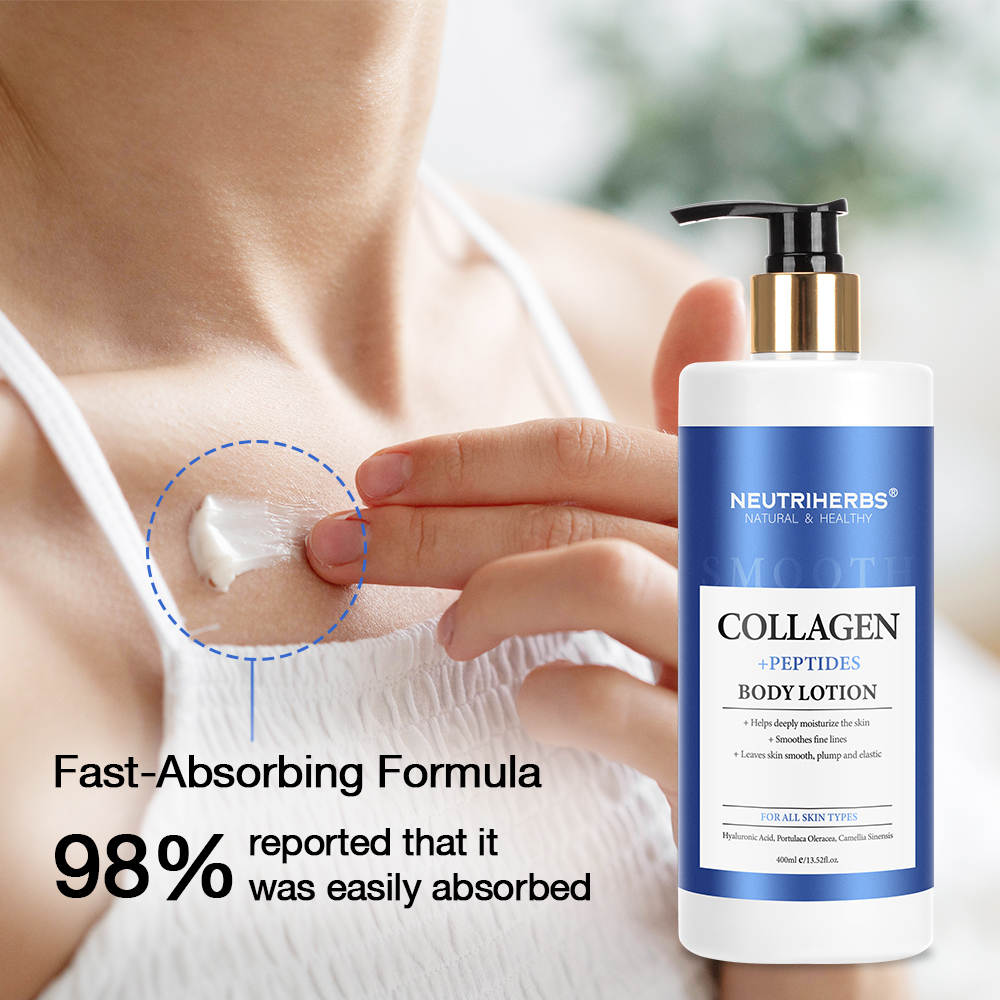 Fast-Absorbing Formula
98% reported that it
was easily absorbed
NEUTRIHERBS®
NATURAL & HEALTHY
SMOOTH
COLLAGEN
+PEPTIDES
BODY LOTION
+ Helps deeply moisturize the skin
+ Smoothes fine lines
+ Leaves skin smooth, plump and elastic
FOR ALL SKIN TYPES
Hyaluronic Acid, Portulaca Oleracea, Camellia Sinensis
400ml e/13.52fl.oz.